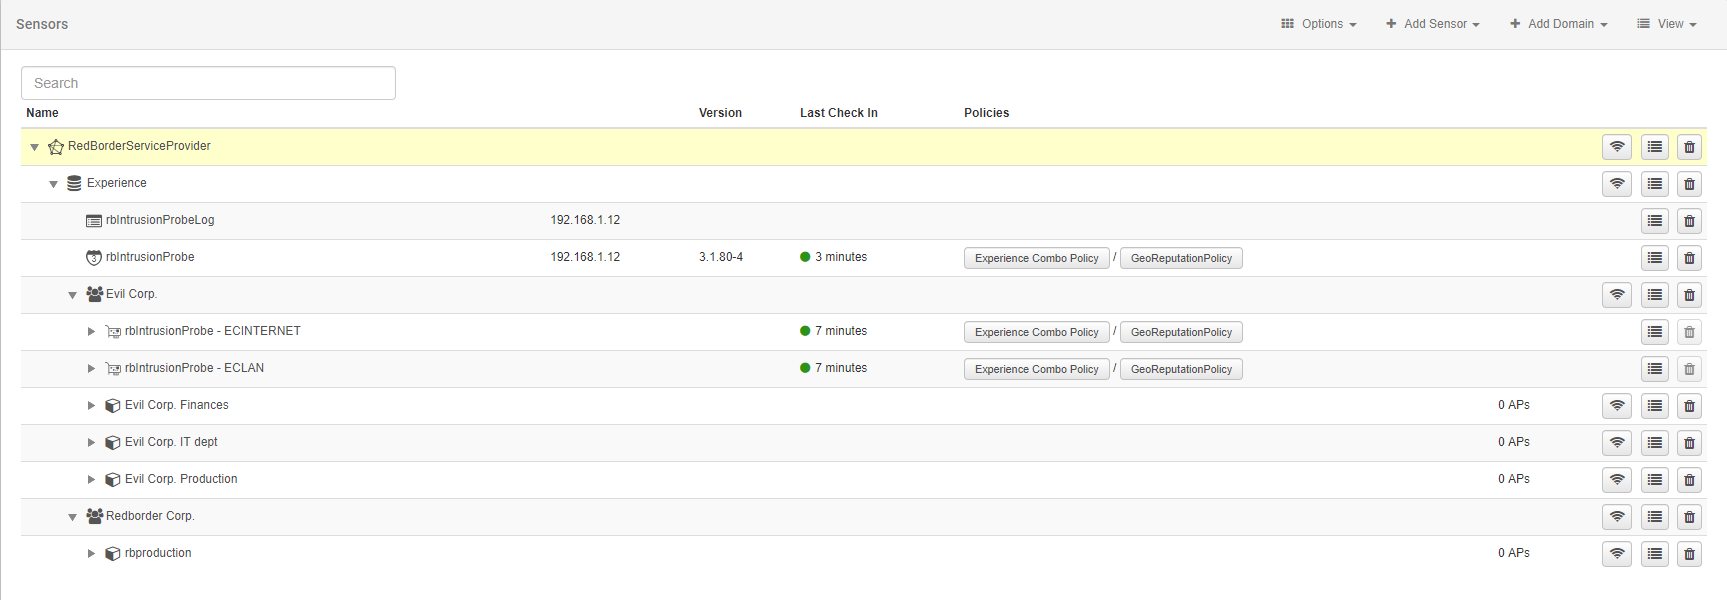 Sensors Options Add Sensor Add Domain View
Search
Name Version Last Check In Policies
RedBorderServiceProvider
Experience
rbIntrusionProbeLog 192.168.1.12
3 rbIntrusionProbe 192.168.1.12 3.1.80-4 3 minutes Experience Combo Policy / GeoReputationPolicy
Evil Corp.
rbIntrusionProbe - ECINTERNET 7 minutes Experience Combo Policy / GeoReputationPolicy
rbIntrusionProbe - ECLAN 7 minutes Experience Combo Policy / GeoReputationPolicy
Evil Corp. Finances 0 APs
Evil Corp. IT dept 0 APs
Evil Corp. Production 0 APs
Redborder Corp.
rbproduction 0 APs